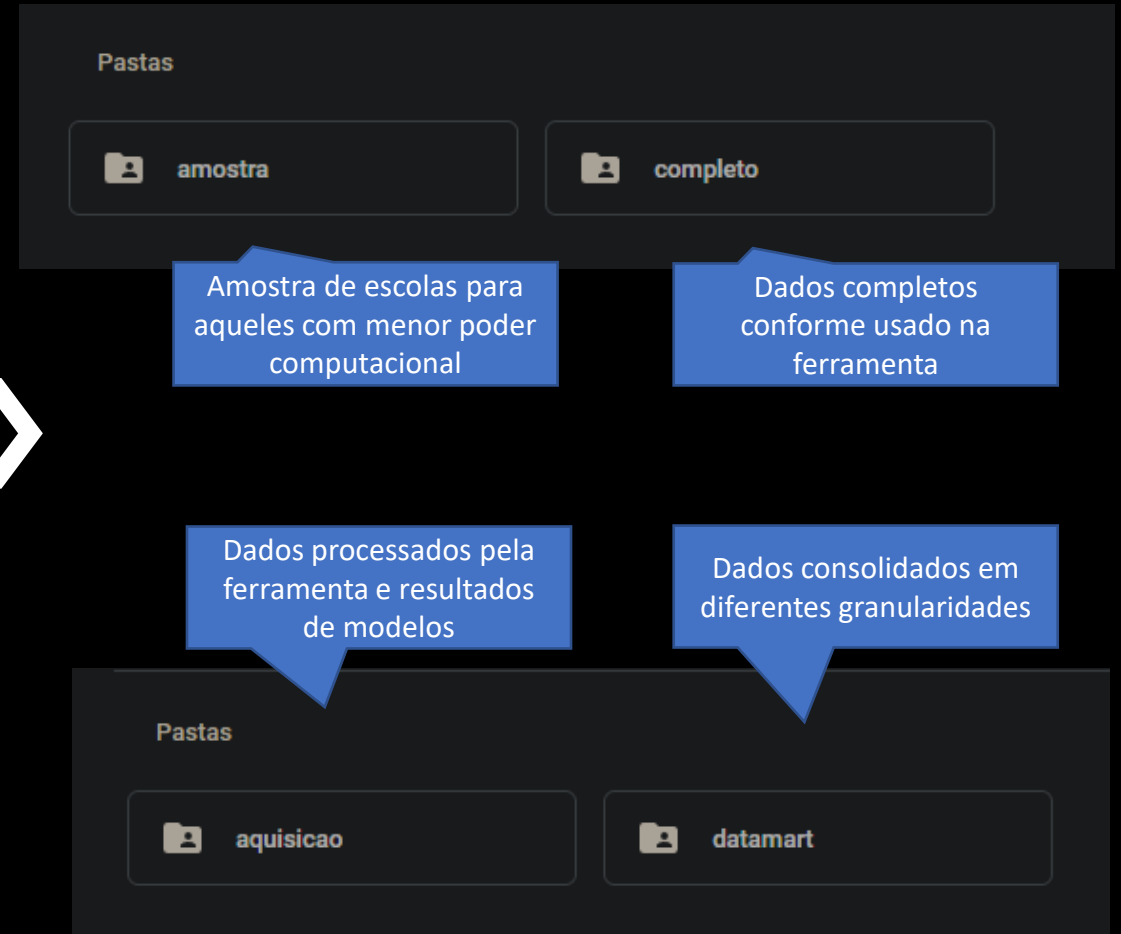 Pastas
amostra
completo
Amostra de escolas para
aqueles com menor poder
computacional
Dados completos
conforme usado na
ferramenta
Dados processados pela
ferramenta e resultados
de modelos
Dados consolidados em
diferentes granularidades
Pastas
aquisicao
datamart